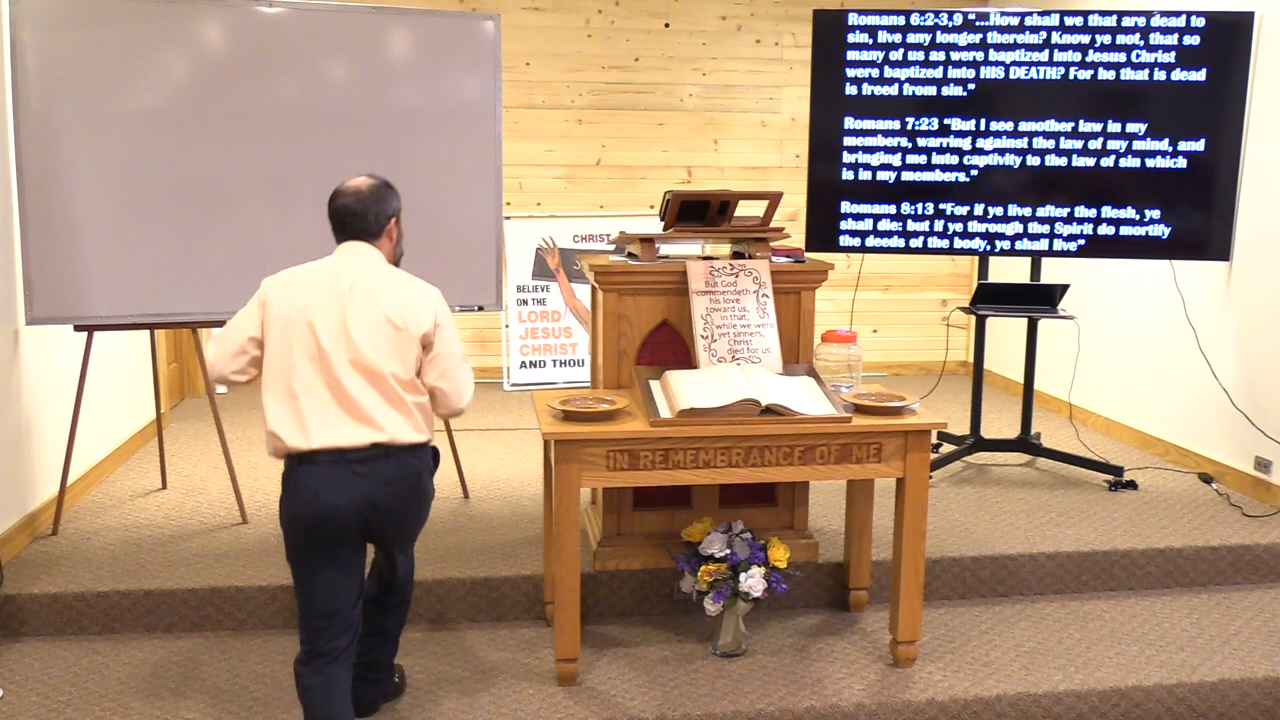 Romans 6:2-3,9 “...How shall we that are dead to
sin, live any longer therein? Know ye not, that so
many of us as were baptized into Jesus Christ
were baptized into HIS DEATH? For he that is dead
is freed from sin.”
Romans 7:23 “But I see another law in my
members, warring against the law of my mind, and
bringing me into captivity to the law of sin which
is in my members.”
Romans 8:13 “For if ye live after the flesh, ye
shall die: but if ye through the Spirit do mortify
the deeds of the body, ye shall live”
CHRIST
BELIEVE
ON THE
LORD
JESUS
CHRIST
AND THOU
But God
commendeth
his love
toward us,
in that,
while we were
yet sinners,
Christ
died for us.
IN REMEMBRANCE OF ME